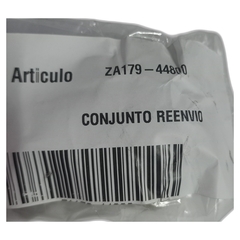 Articulo ZA179-44800
CONJUNTO REENVIO